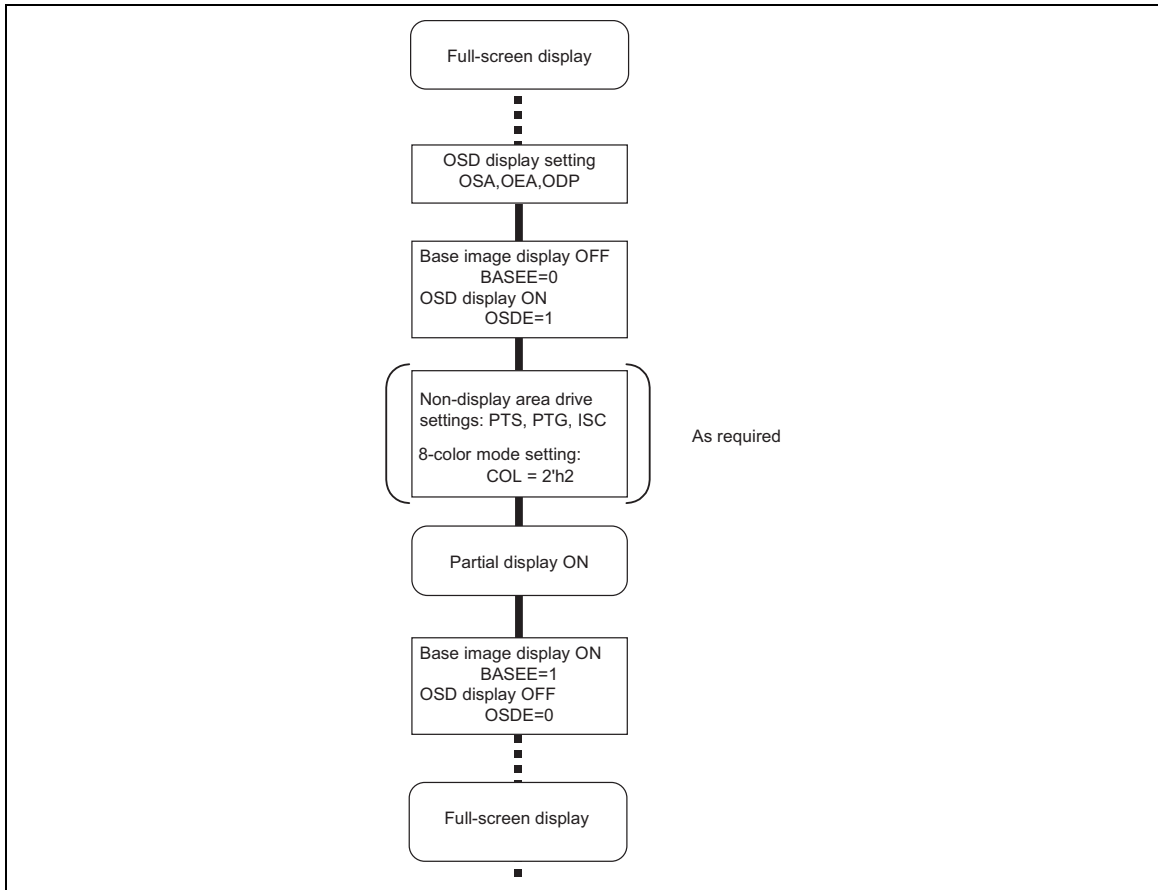 Full-screen display
OSD display setting
OSA,OEA,ODP
Base image display OFF
BASEE=0
OSD display ON
OSDE=1
Non-display area drive
settings: PTS, PTG, ISC
8-color mode setting:
COL = 2'h2
As required
Partial display ON
Base image display ON
BASEE=1
OSD display OFF
OSDE=0
Full-screen display